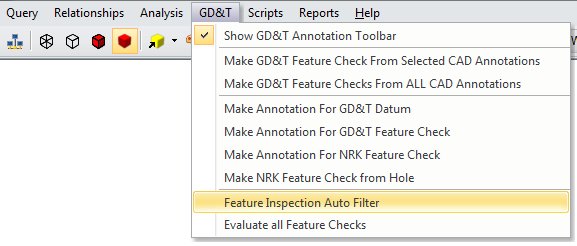 Query Relationships Analysis GD&T Scripts Reports Help
Show GD&T Annotation Toolbar
Make GD&T Feature Check From Selected CAD Annotations
Make GD&T Feature Checks From ALL CAD Annotations
Make Annotation For GD&T Datum
Make Annotation For GD&T Feature Check
Make Annotation For NRK Feature Check
Make NRK Feature Check from Hole
Feature Inspection Auto Filter
Evaluate all Feature Checks